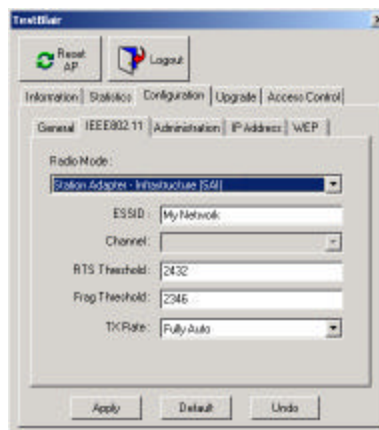 TestBlair
Reset AP
Logout
Information Statistics Configuration Upgrade Access Control
General IEEE802.11 Administration IP Address WEP
Radio Mode:
Station Adapter - Infrastructure [SAI]
ESSID: My Network
Channel:
RTS Threshold: 2432
Frag Threshold: 2346
TX Rate: Fully Auto
Apply Default Undo